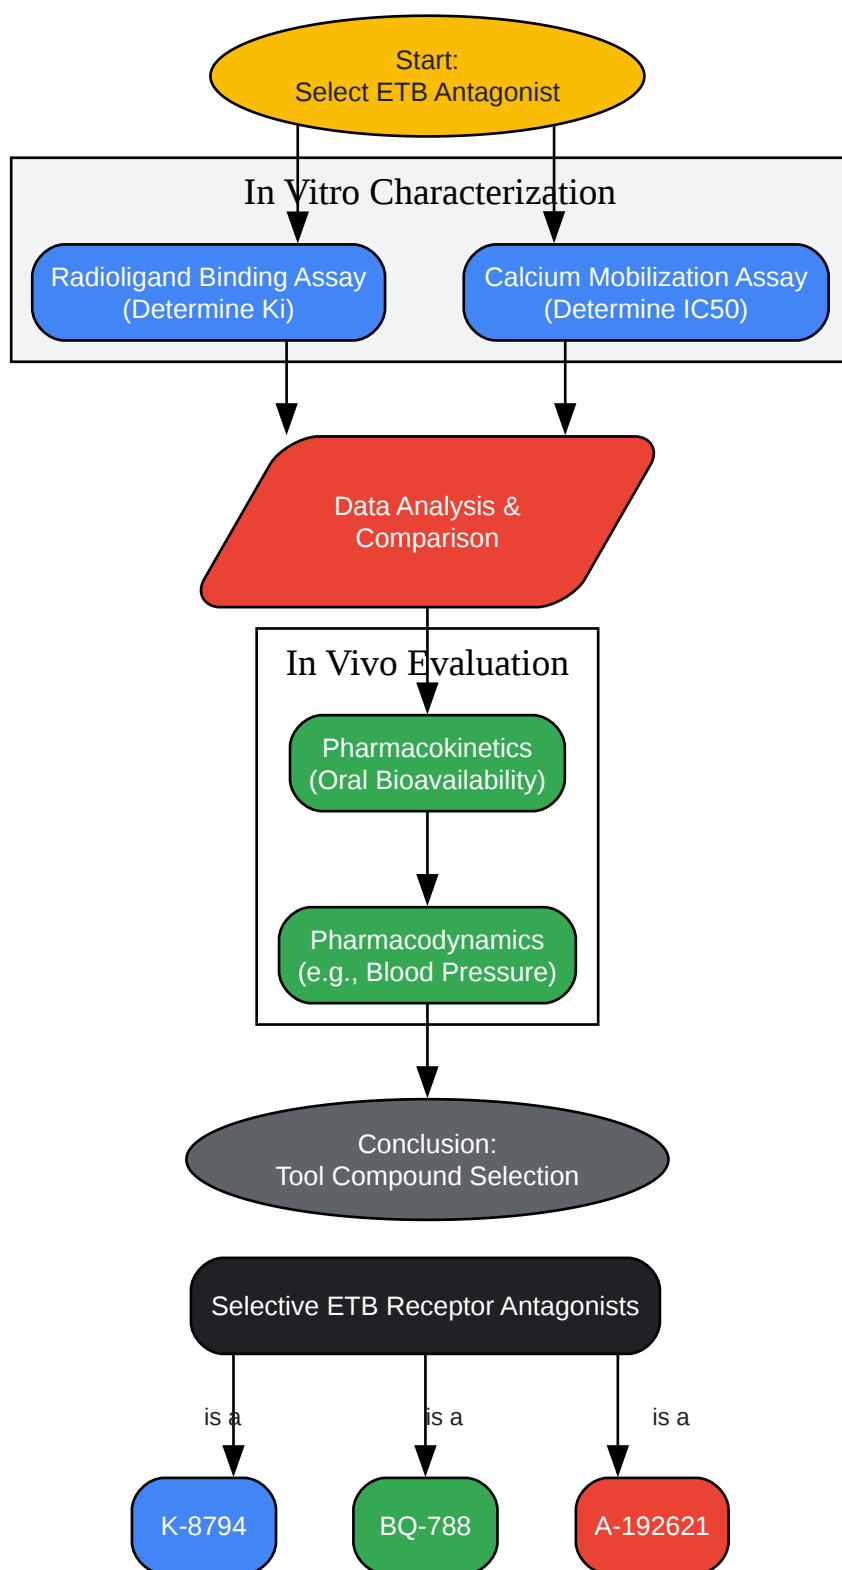 Start:
Select ETB Antagonist
In Vitro Characterization
Radioligand Binding Assay
(Determine Ki)
Calcium Mobilization Assay
(Determine IC50)
Data Analysis &
Comparison
In Vivo Evaluation
Pharmacokinetics
(Oral Bioavailability)
Pharmacodynamics
(e.g., Blood Pressure)
Conclusion:
Tool Compound Selection
Selective ETB Receptor Antagonists
is a
is a
is a
K-8794
BQ-788
A-192621